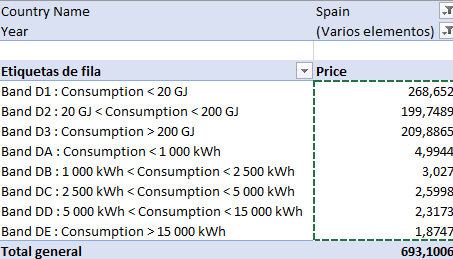 Country Name Spain
Year (Varios elementos)
Etiquetas de fila Price
Band D1 : Consumption < 20 GJ 268,652
Band D2 : 20 GJ < Consumption < 200 GJ 199,7489
Band D3 : Consumption > 200 GJ 209,8865
Band DA : Consumption < 1 000 kWh 4,9944
Band DB : 1 000 kWh < Consumption < 2 500 kWh 3,027
Band DC : 2 500 kWh < Consumption < 5 000 kWh 2,5998
Band DD : 5 000 kWh < Consumption < 15 000 kWh 2,3173
Band DE : Consumption > 15 000 kWh 1,8747
Total general 693,1006